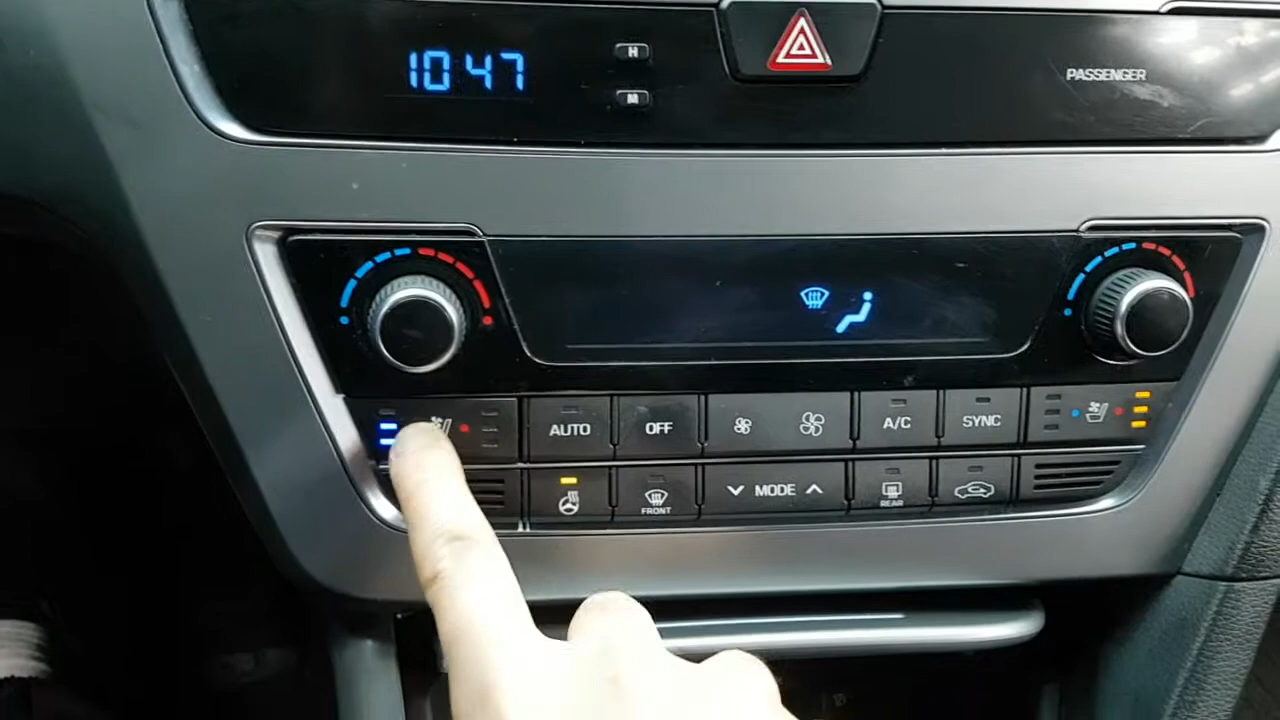 10:47
H
M
PASSENGER
AUTO
OFF
A/C
SYNC
FRONT
MODE
REAR